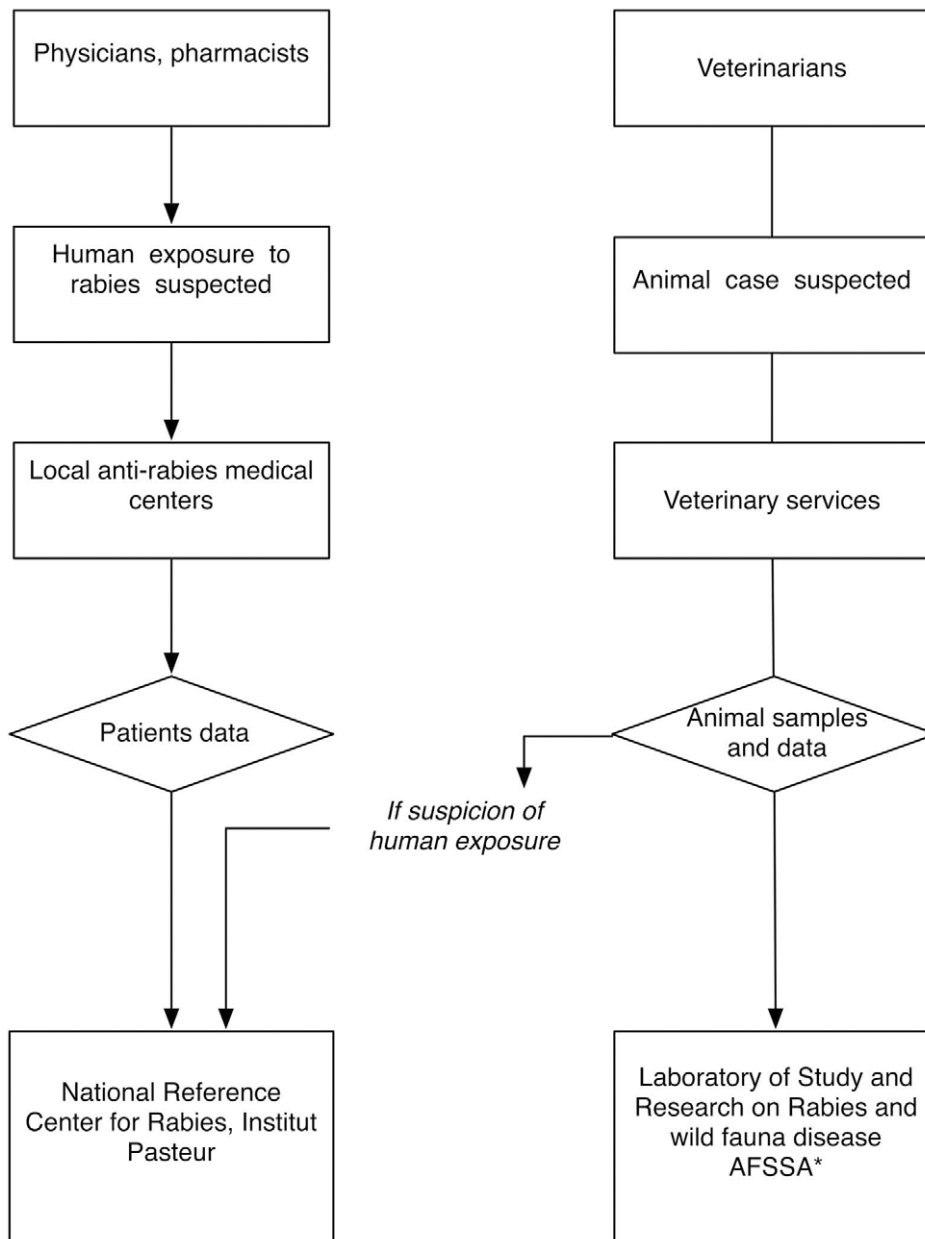 Physicians, pharmacists
Veterinarians
Human exposure to
rabies suspected
Animal case suspected
Local anti-rabies medical
centers
Veterinary services
Patients data
Animal samples
and data
If suspicion of
human exposure
National Reference
Center for Rabies, Institut
Pasteur
Laboratory of Study and
Research on Rabies and
wild fauna disease
AFSSA*